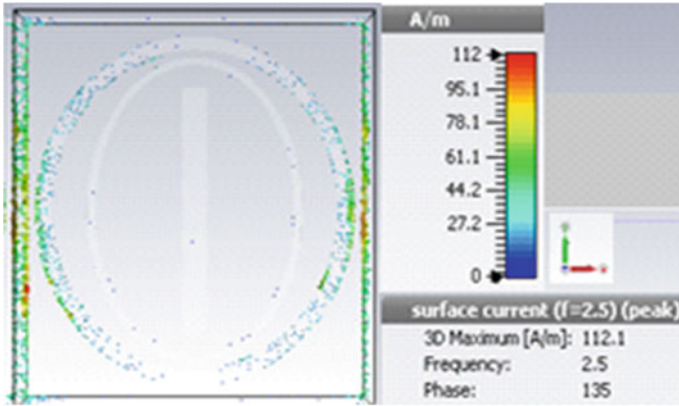 A/m
112
95.1
78.1
61.1
44.2
27.2
0
surface current (f=2.5) (peak)
3D Maximum [A/m]: 112.1
Frequency: 2.5
Phase: 135